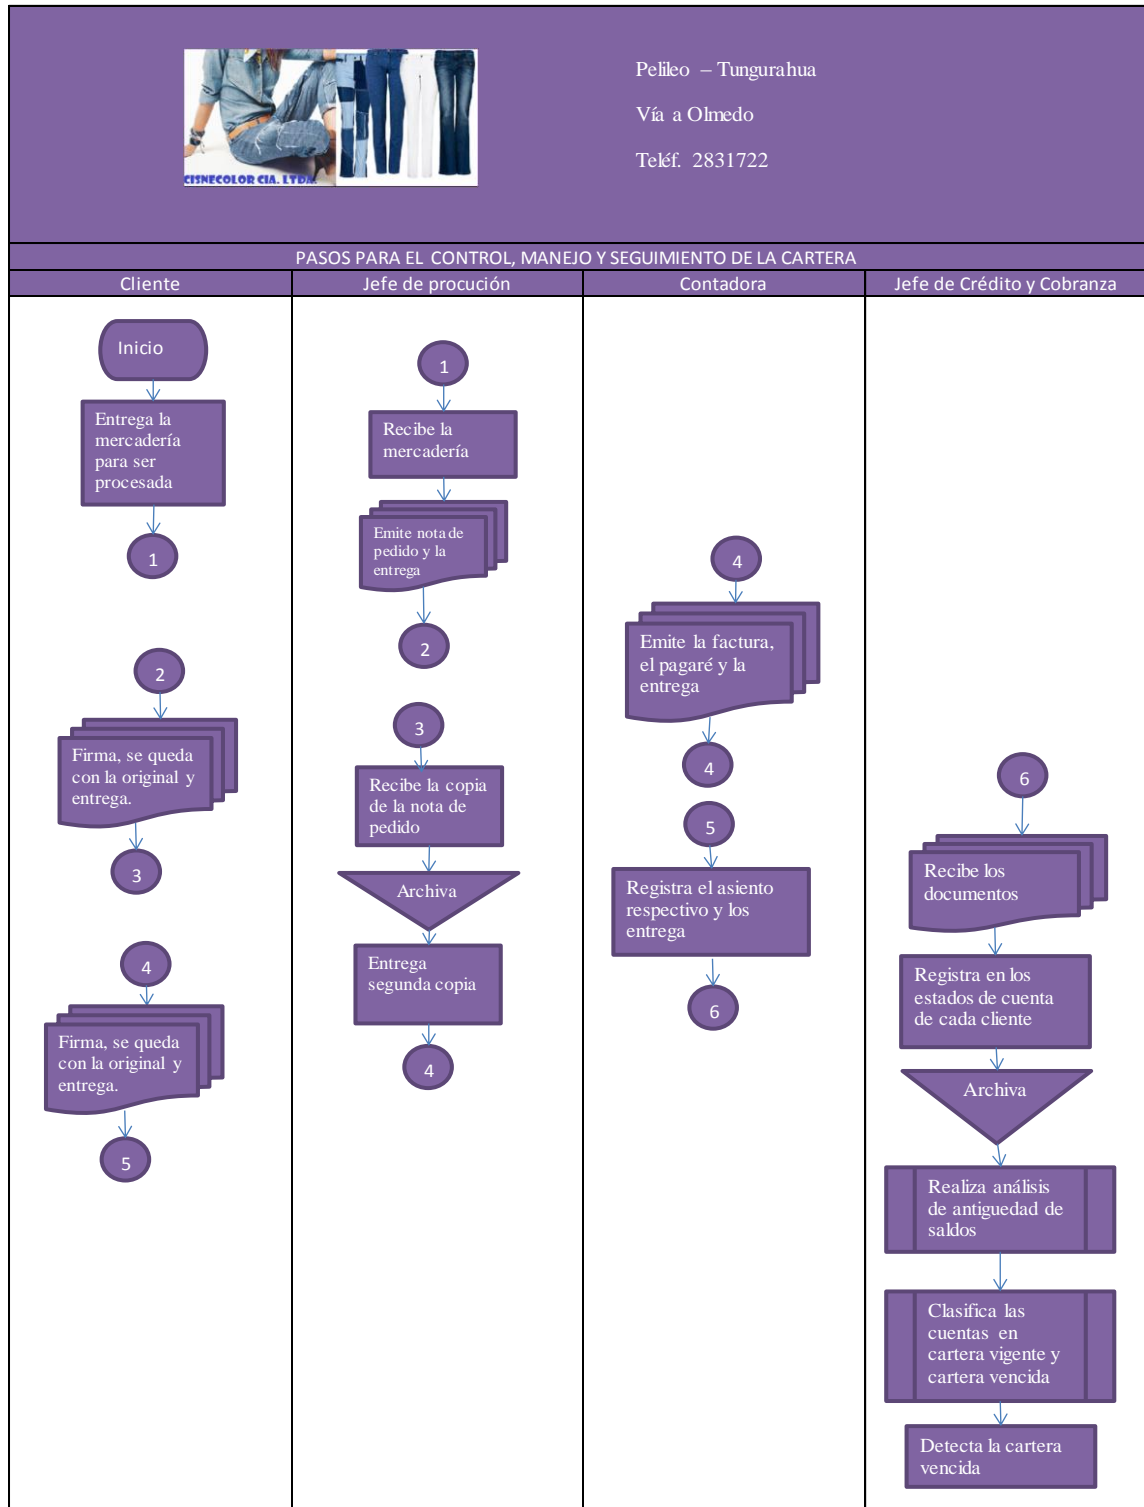 CISNECOLOR CIA. LTDA.
Pelileo – Tungurahua
Vía a Olmedo
Teléf. 2831722
PASOS PARA EL CONTROL, MANEJO Y SEGUIMIENTO DE LA CARTERA
Cliente
Jefe de procución
Contadora
Jefe de Crédito y Cobranza
Inicio
Entrega la
mercadería
para ser
procesada
1
2
Firma, se queda
con la original y
entrega.
3
4
Firma, se queda
con la original y
entrega.
5
1
Recibe la
mercadería
Emite nota de
pedido y la
entrega
2
3
Recibe la copia
de la nota de
pedido
Archiva
Entrega
segunda copia
4
4
Emite la factura,
el pagaré y la
entrega
4
5
Registra el asiento
respectivo y los
entrega
6
6
Recibe los
documentos
Registra en los
estados de cuenta
de cada cliente
Archiva
Realiza análisis
de antiguedad de
saldos
Clasifica las
cuentas en
cartera vigente y
cartera vencida
Detecta la cartera
vencida